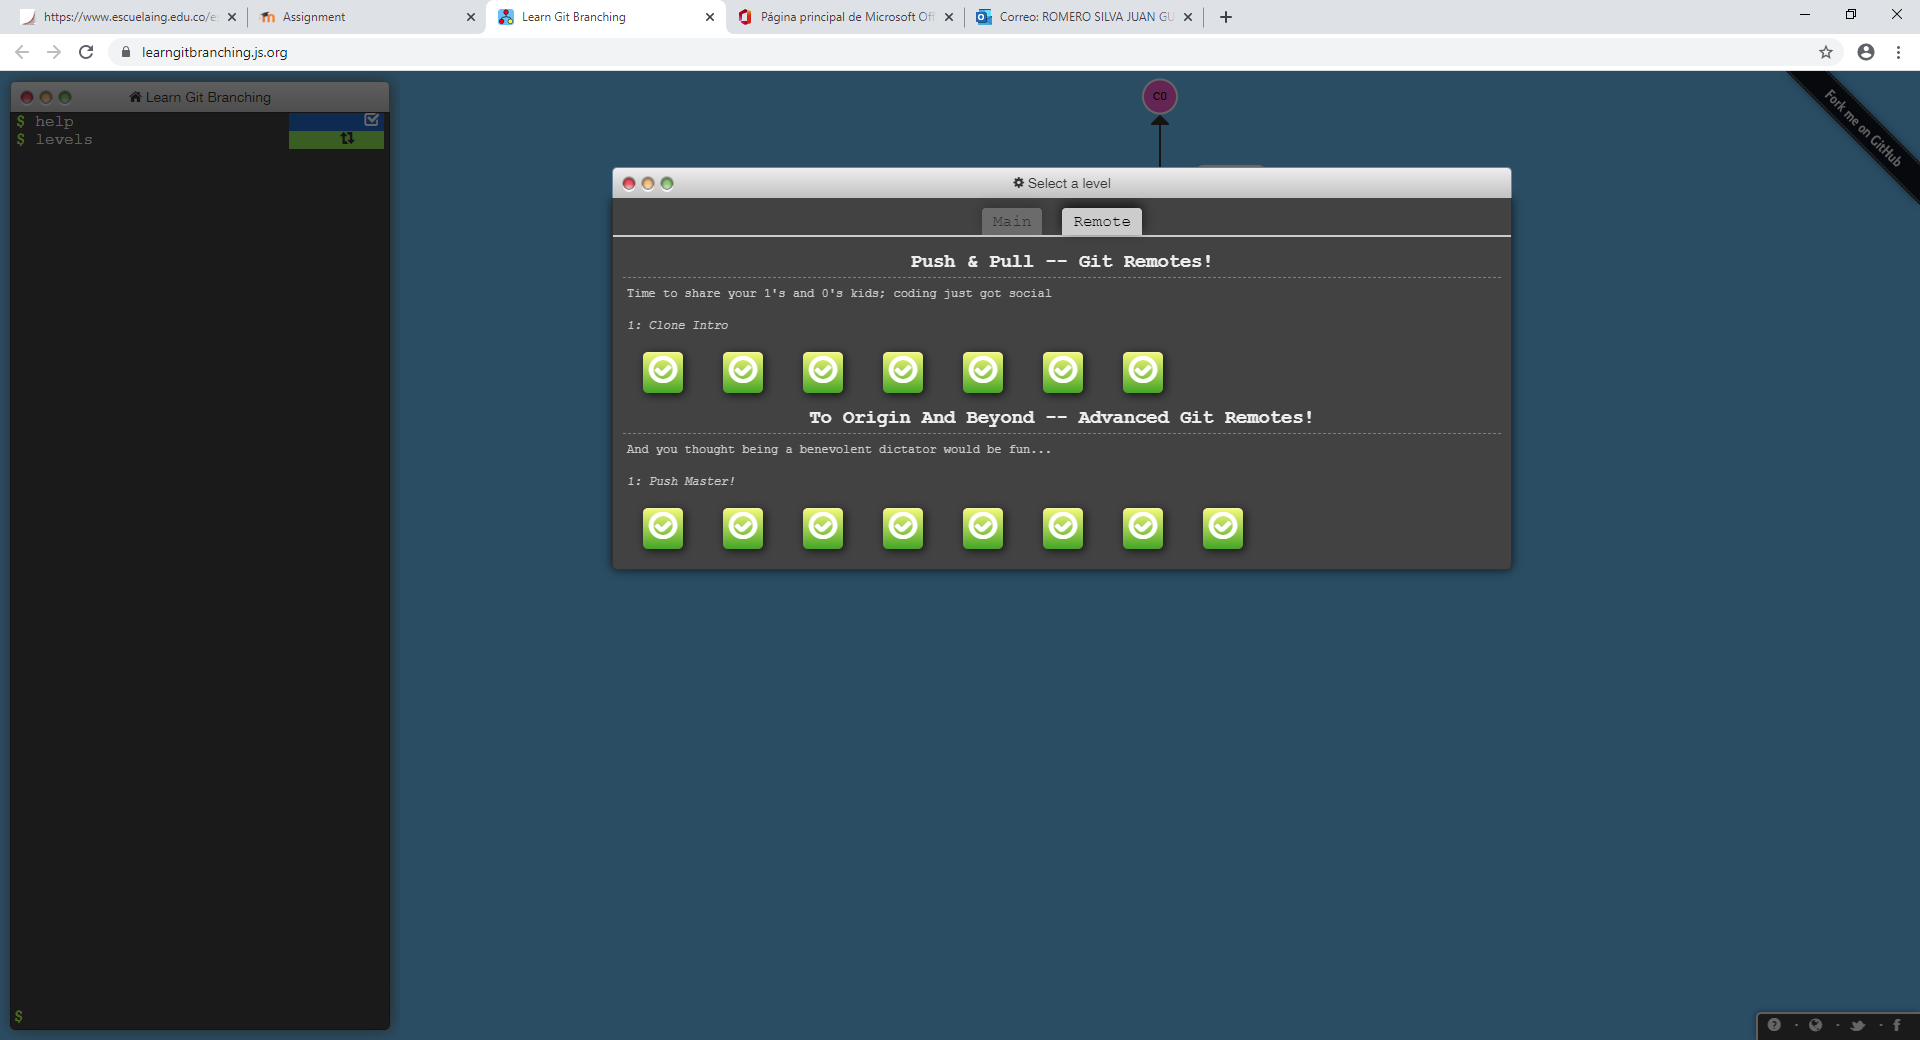 https://www.escuelaing.edu.co/es
Assignment
Learn Git Branching
Página principal de Microsoft Off
Correo: ROMERO SILVA JUAN GU
learngitbranching.js.org
Learn Git Branching
$ help
$ levels
C0
Fork me on GitHub
Select a level
Main
Remote
Push & Pull -- Git Remotes!
Time to share your 1's and 0's kids; coding just got social
1: Clone Intro
To Origin And Beyond -- Advanced Git Remotes!
And you thought being a benevolent dictator would be fun...
1: Push Master!
$